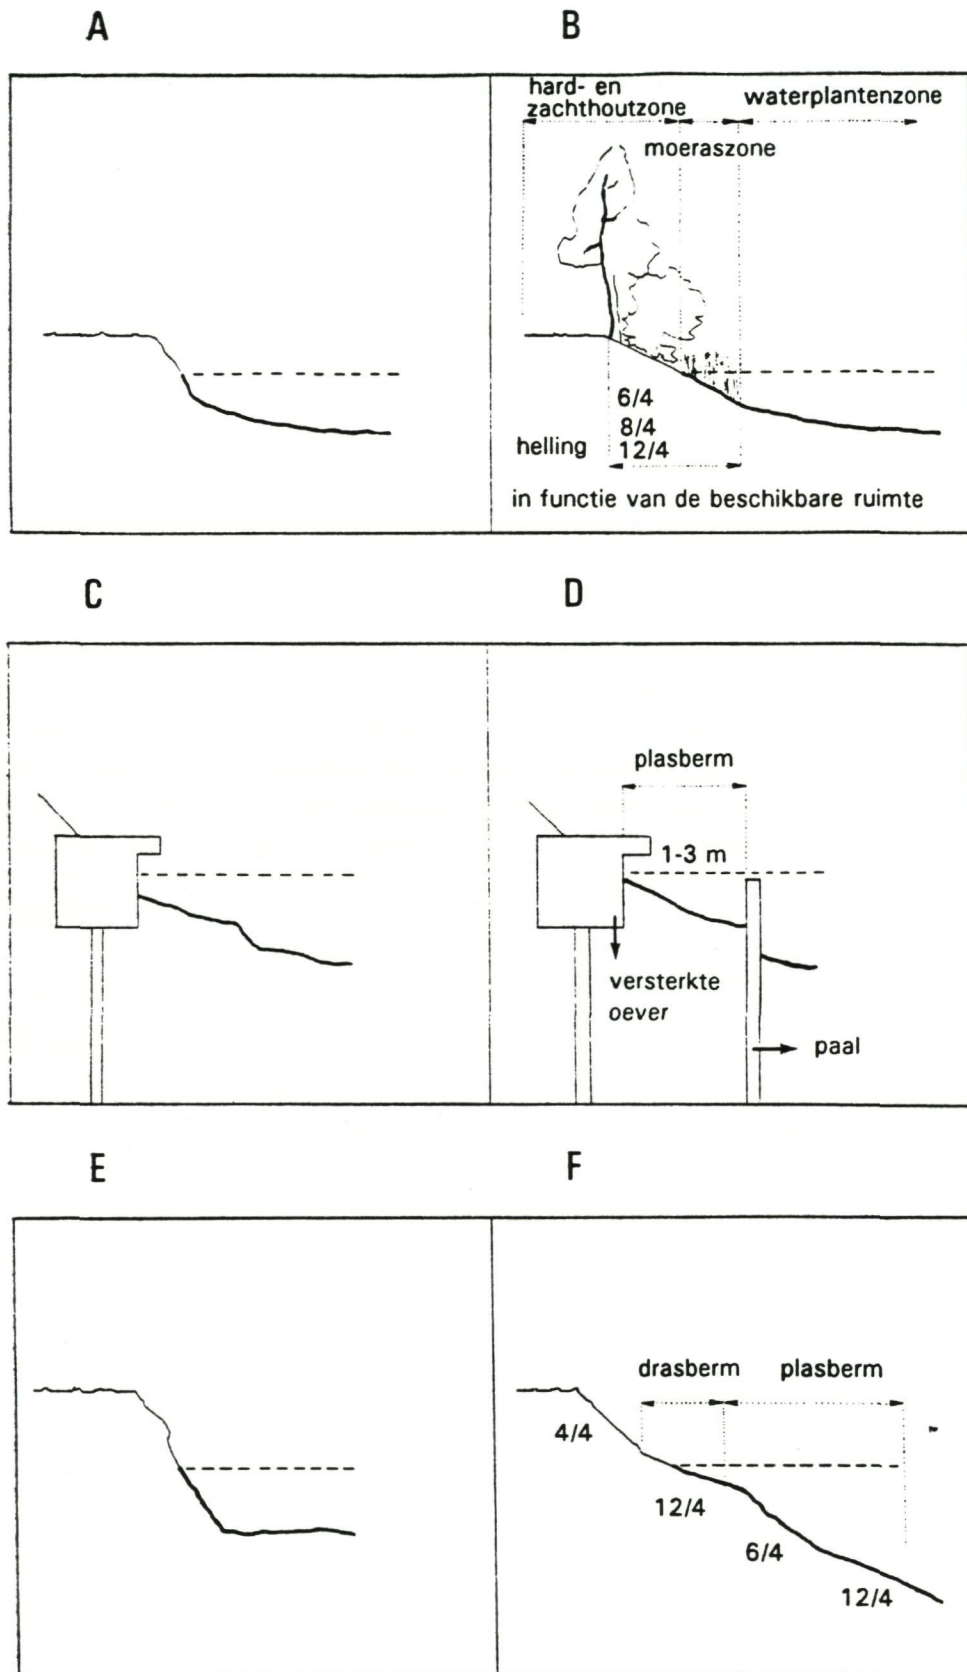 A
B
hard- en
zachthoutzone
waterplantenzone
moeraszone
6/4
8/4
helling 12/4
in functie van de beschikbare ruimte
C
D
plasberm
1-3 m
versterkte
oever
paal
E
F
drasberm plasberm
4/4
12/4
6/4
12/4